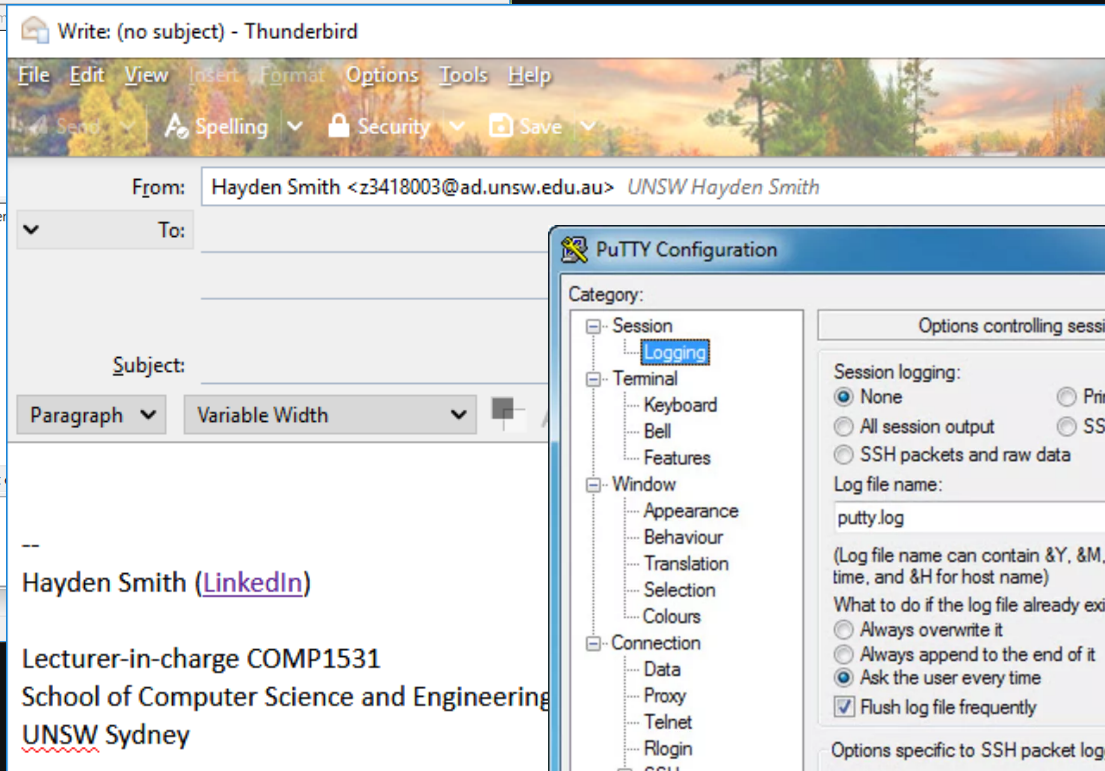 Write: (no subject) - Thunderbird
File Edit View Insert Format Options Tools Help
Send Spelling Security Save
From: Hayden Smith <z3418003@ad.unsw.edu.au> UNSW Hayden Smith
To:
Subject:
Paragraph Variable Width
--
Hayden Smith (LinkedIn)
Lecturer-in-charge COMP1531
School of Computer Science and Engineering
UNSW Sydney
PuTTY Configuration
Category:
Session
Logging
Terminal
Keyboard
Bell
Features
Window
Appearance
Behaviour
Translation
Selection
Colours
Connection
Data
Proxy
Telnet
Rlogin
SSH
Options controlling sessi
Session logging:
None Pri
All session output SS
SSH packets and raw data
Log file name:
putty.log
(Log file name can contain &Y, &M,
time, and &H for host name)
What to do if the log file already exi
Always overwrite it
Always append to the end of it
Ask the user every time
Flush log file frequently
Options specific to SSH packet log